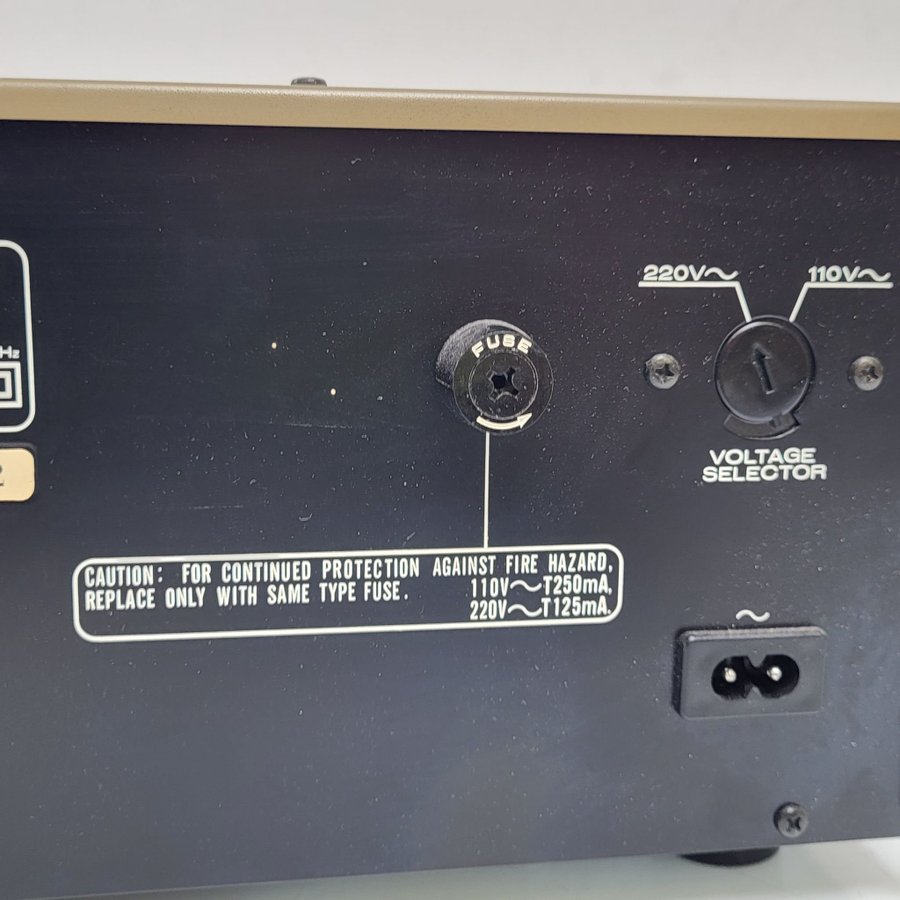 220V～ 110V～
Hz
FUSE
VOLTAGE
SELECTOR
CAUTION: FOR CONTINUED PROTECTION AGAINST FIRE HAZARD,
REPLACE ONLY WITH SAME TYPE FUSE. 110V～T250mA,
220V～T125mA.
～